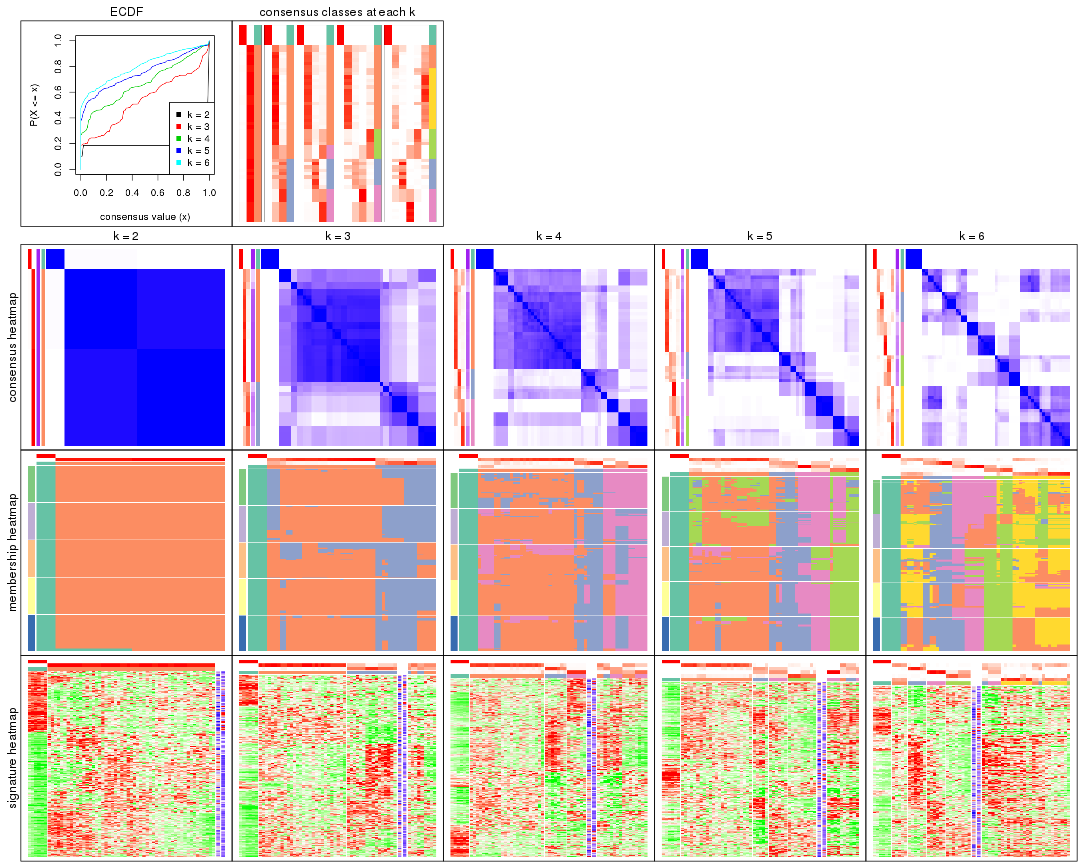 ECDF
consensus classes at each k
P(X <= x)
0.0 0.2 0.4 0.6 0.8 1.0
k = 2
k = 3
k = 4
k = 5
k = 6
0.0 0.2 0.4 0.6 0.8 1.0
consensus value (x)
k = 2
k = 3
k = 4
k = 5
k = 6
consensus heatmap
membership heatmap
signature heatmap